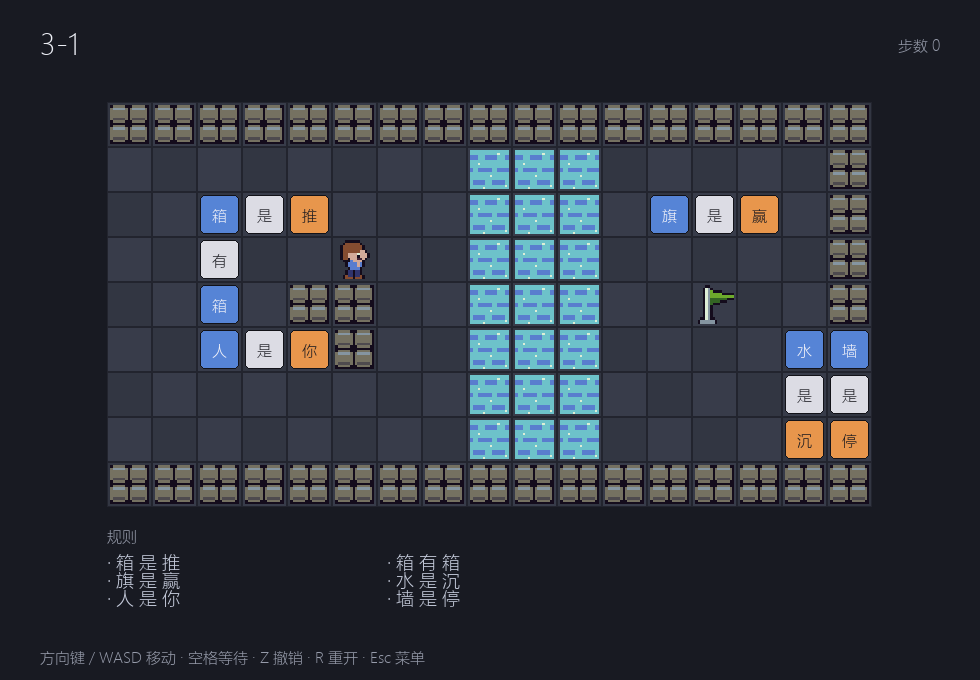 3-1
步数 0
箱 是 推
旗 是 赢
有
箱
人 是 你
水 墙
是 是
沉 停
规则
· 箱 是 推
· 箱 有 箱
· 旗 是 赢
· 水 是 沉
· 人 是 你
· 墙 是 停
方向键 / WASD 移动 · 空格等待 · Z 撤销 · R 重开 · Esc 菜单